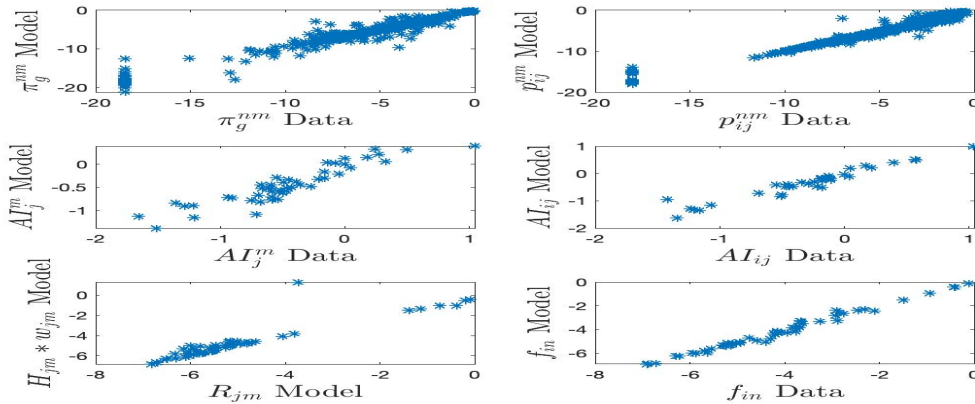 π_g^{nm} Model
0
-10
-20
-20 -15 -10 -5 0
π_g^{nm} Data
p_{ij}^{nm} Model
0
-10
-20
-20 -15 -10 -5 0
p_{ij}^{nm} Data
AI_j^m Model
0
-0.5
-1
-2 -1 0 1
AI_j^m Data
AI_{ij} Model
1
0
-1
-2
-2 -1 0 1
AI_{ij} Data
H_{jm} * w_{jm} Model
0
-2
-4
-6
-8 -6 -4 -2 0
R_{jm} Model
f_{in} Model
0
-2
-4
-6
-8 -6 -4 -2 0
f_{in} Data